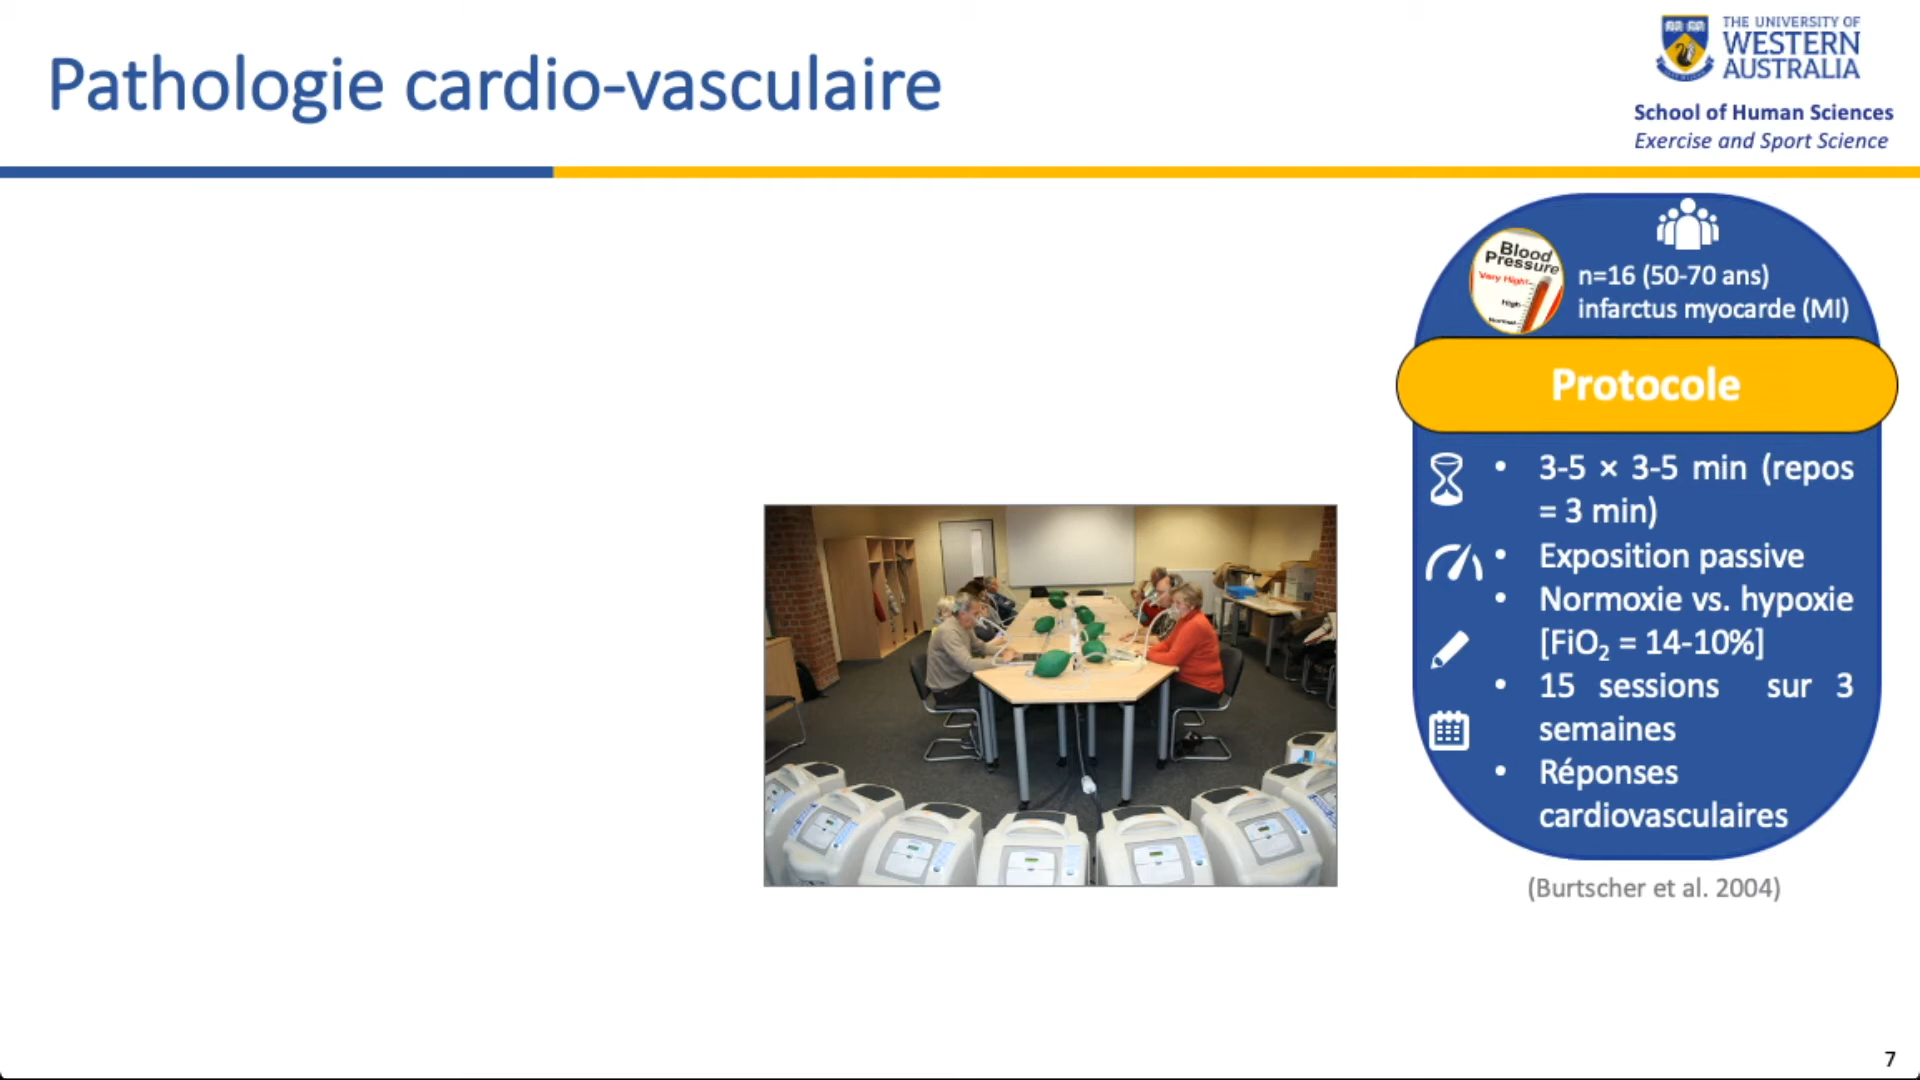 Pathologie cardio-vasculaire
THE UNIVERSITY OF
WESTERN
AUSTRALIA
School of Human Sciences
Exercise and Sport Science
Blood
Pressure
Very High
High
Normal
n=16 (50-70 ans)
infarctus myocarde (MI)
Protocole
• 3-5 × 3-5 min (repos
= 3 min)
• Exposition passive
• Normoxie vs. hypoxie
[FiO₂ = 14-10%]
• 15 sessions sur 3
semaines
• Réponses
cardiovasculaires
(Burtscher et al. 2004)
7